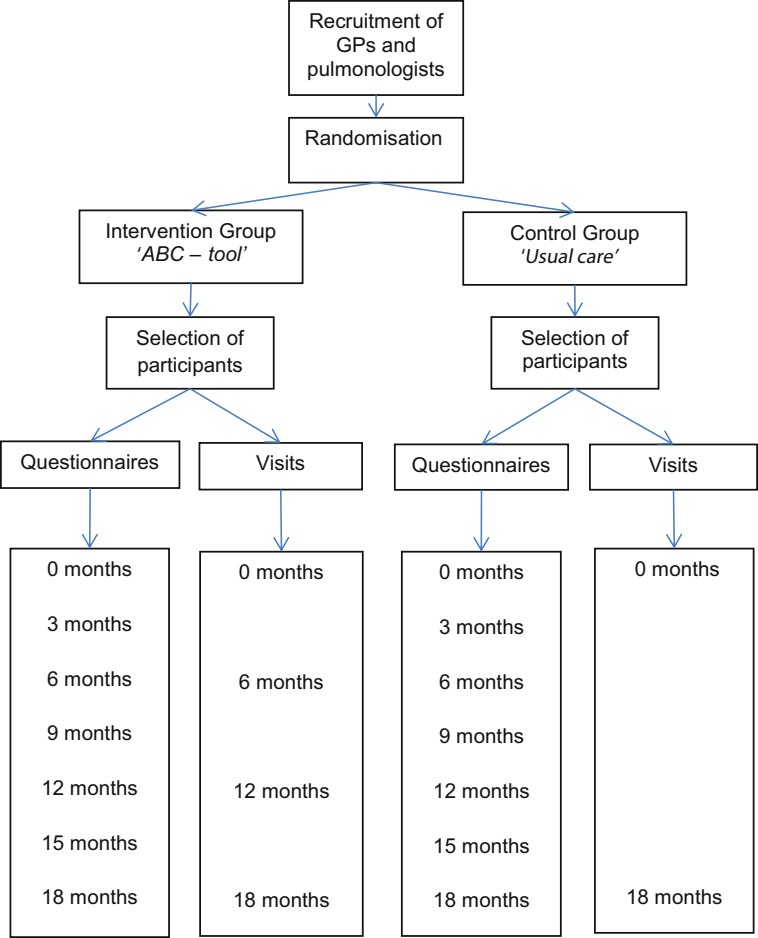 Recruitment of
GPs and
pulmonologists
Randomisation
Intervention Group
‘ABC – tool’
Control Group
‘Usual care’
Selection of
participants
Selection of
participants
Questionnaires
Visits
Questionnaires
Visits
0 months
3 months
6 months
9 months
12 months
15 months
18 months
0 months
6 months
12 months
18 months
0 months
3 months
6 months
9 months
12 months
15 months
18 months
0 months
18 months